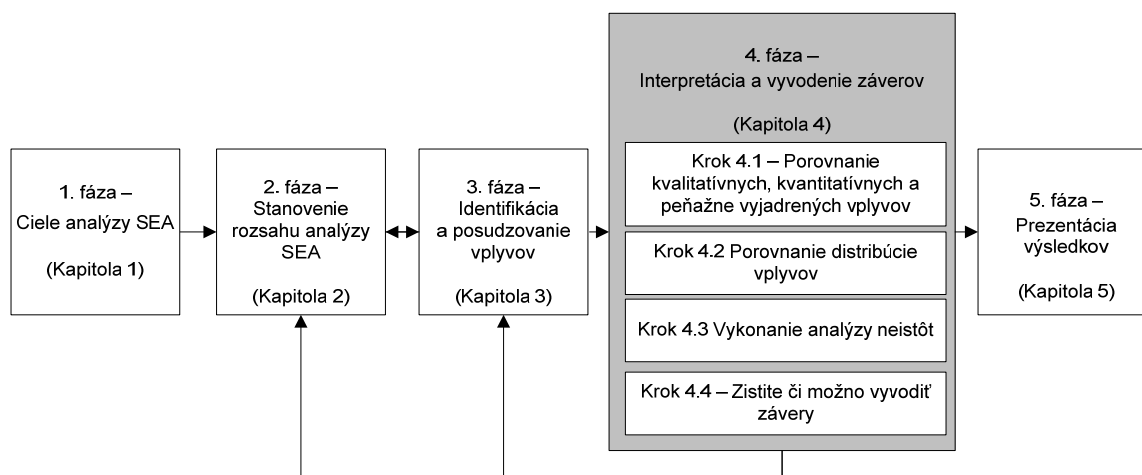 1. fáza –
Ciele analýzy SEA
(Kapitola 1)
2. fáza –
Stanovenie
rozsahu analýzy
SEA
(Kapitola 2)
3. fáza –
Identifikácia
a posudzovanie
vplyvov
(Kapitola 3)
4. fáza –
Interpretácia a vyvodenie záverov
(Kapitola 4)
Krok 4.1 – Porovnanie
kvalitatívnych, kvantitatívnych a
peňažne vyjadrených vplyvov
Krok 4.2 Porovnanie distribúcie
vplyvov
Krok 4.3 Vykonanie analýzy neistôt
Krok 4.4 – Zistite či možno vyvodiť
závery
5. fáza –
Prezentácia
výsledkov
(Kapitola 5)